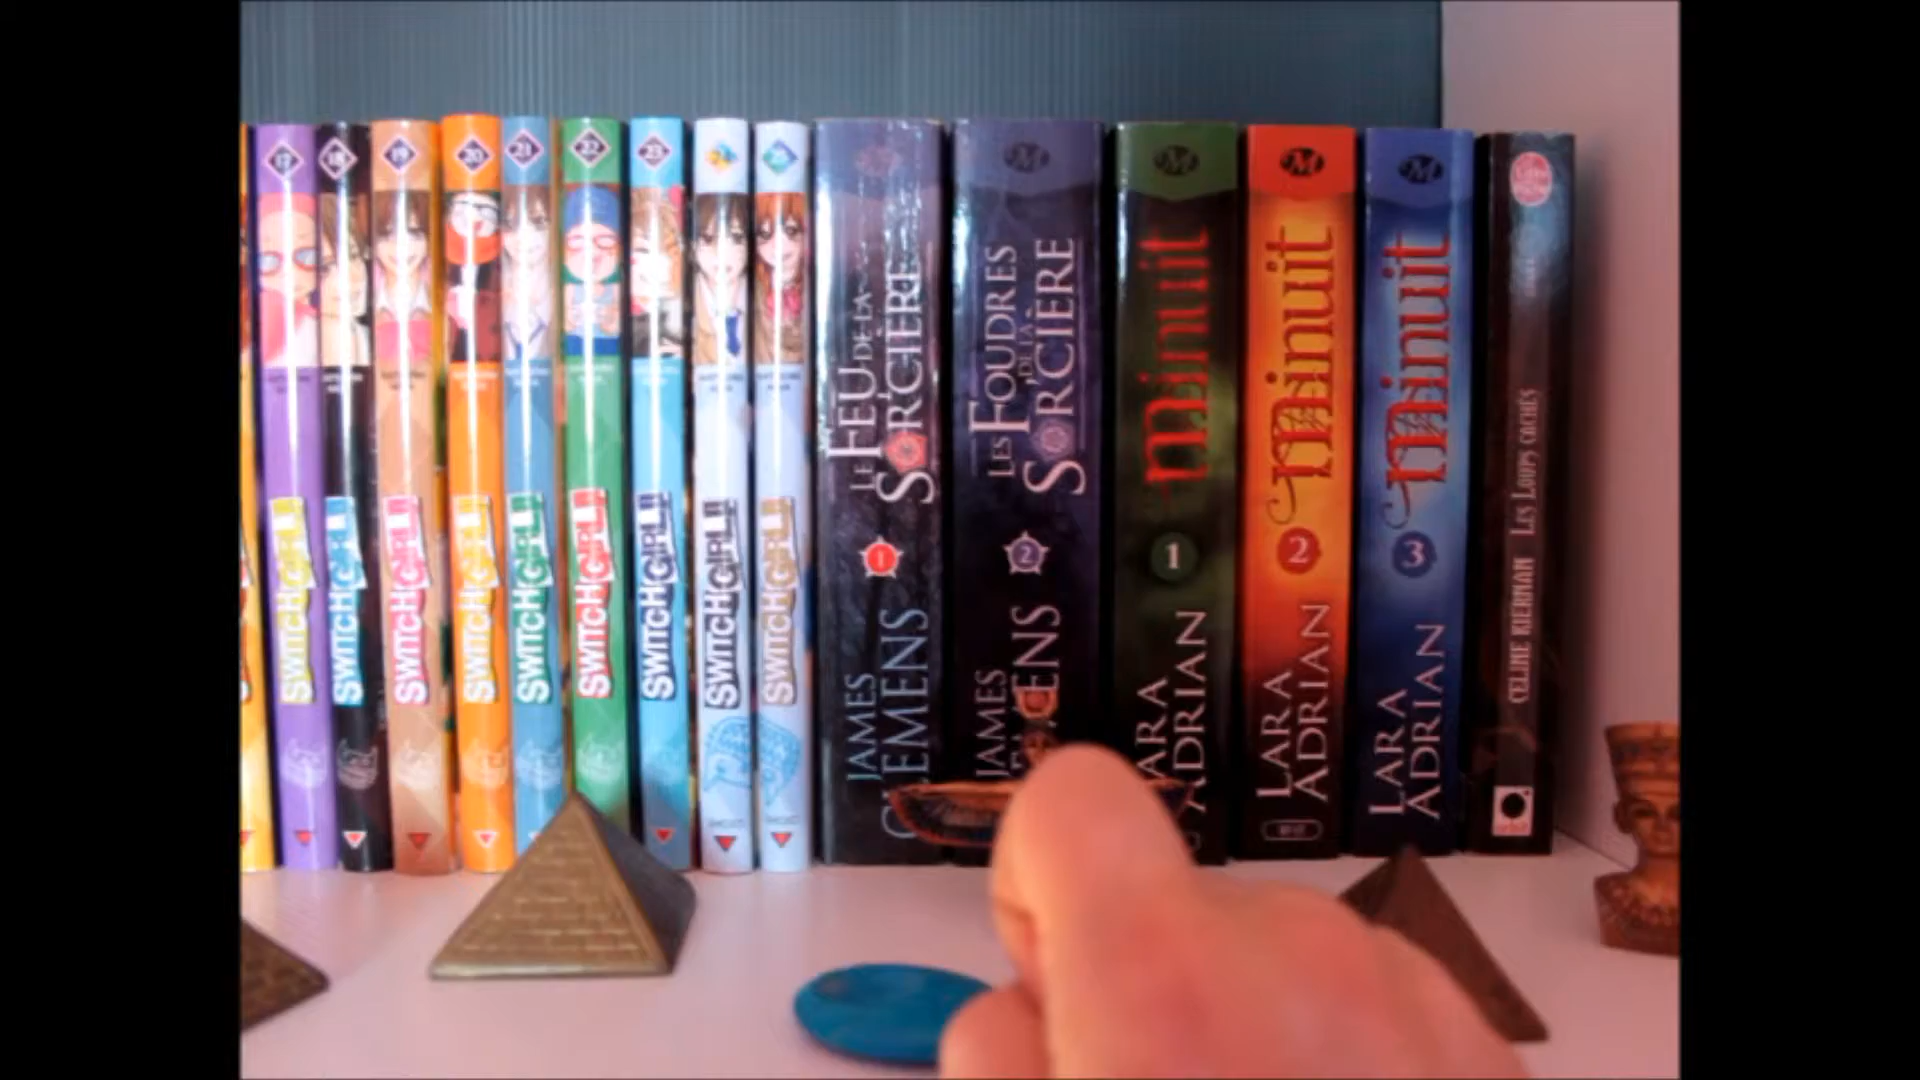 17
SWITCH GIRL!!
18
SWITCH GIRL!!
19
SWITCH GIRL!!
20
SWITCH GIRL!!
21
SWITCH GIRL!!
22
SWITCH GIRL!!
23
SWITCH GIRL!!
24
SWITCH GIRL!!
25
SWITCH GIRL!!
LE FEU DE LA
SORCIÈRE
1
JAMES
CLEMENS
M
LES FOUDRES
DE LA
SORCIÈRE
2
JAMES
M
Minuit
1
LARA
ADRIAN
M
Minuit
2
LARA
ADRIAN
M
Minuit
3
LARA
ADRIAN
CELINE KIERNAN LES LOUPS CACHÉS